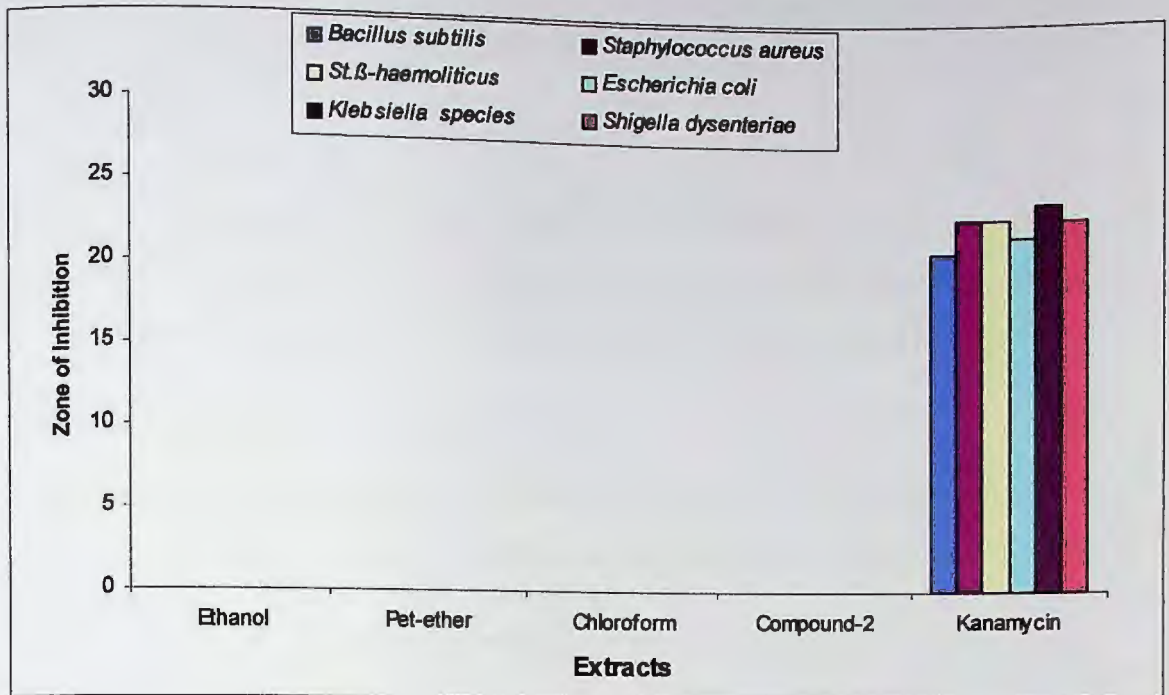 Bacillus subtilis
Staphylococcus aureus
St.ß-haemoliticus
Escherichia coli
Klebsiella species
Shigella dysenteriae
30
25
20
15
10
5
0
Zone of Inhibition
Ethanol
Pet-ether
Chloroform
Compound-2
Kanamycin
Extracts